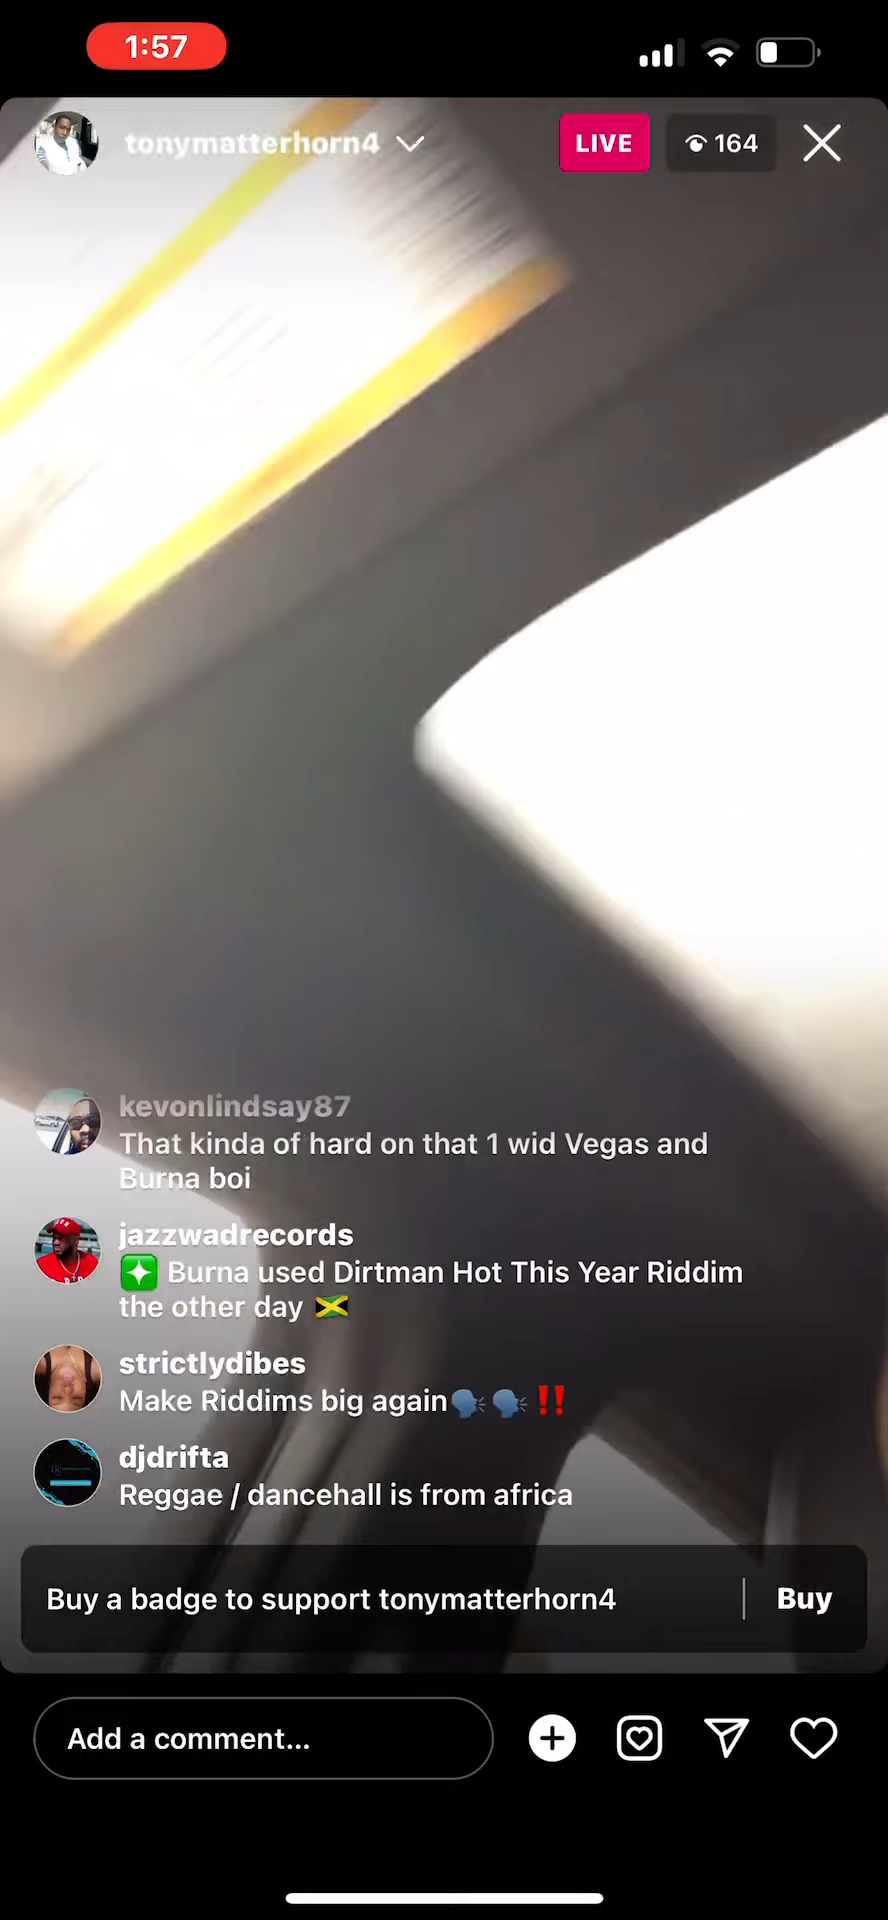 1:57
tonymatterhorn4
LIVE
164
kevonlindsay87
That kinda of hard on that 1 wid Vegas and
Burna boi
jazzwadrecords
Burna used Dirtman Hot This Year Riddim
the other day 🇯🇲
strictlydibes
Make Riddims big again🗣️🗣️‼️
djdrifta
Reggae / dancehall is from africa
Buy a badge to support tonymatterhorn4
Buy
Add a comment...